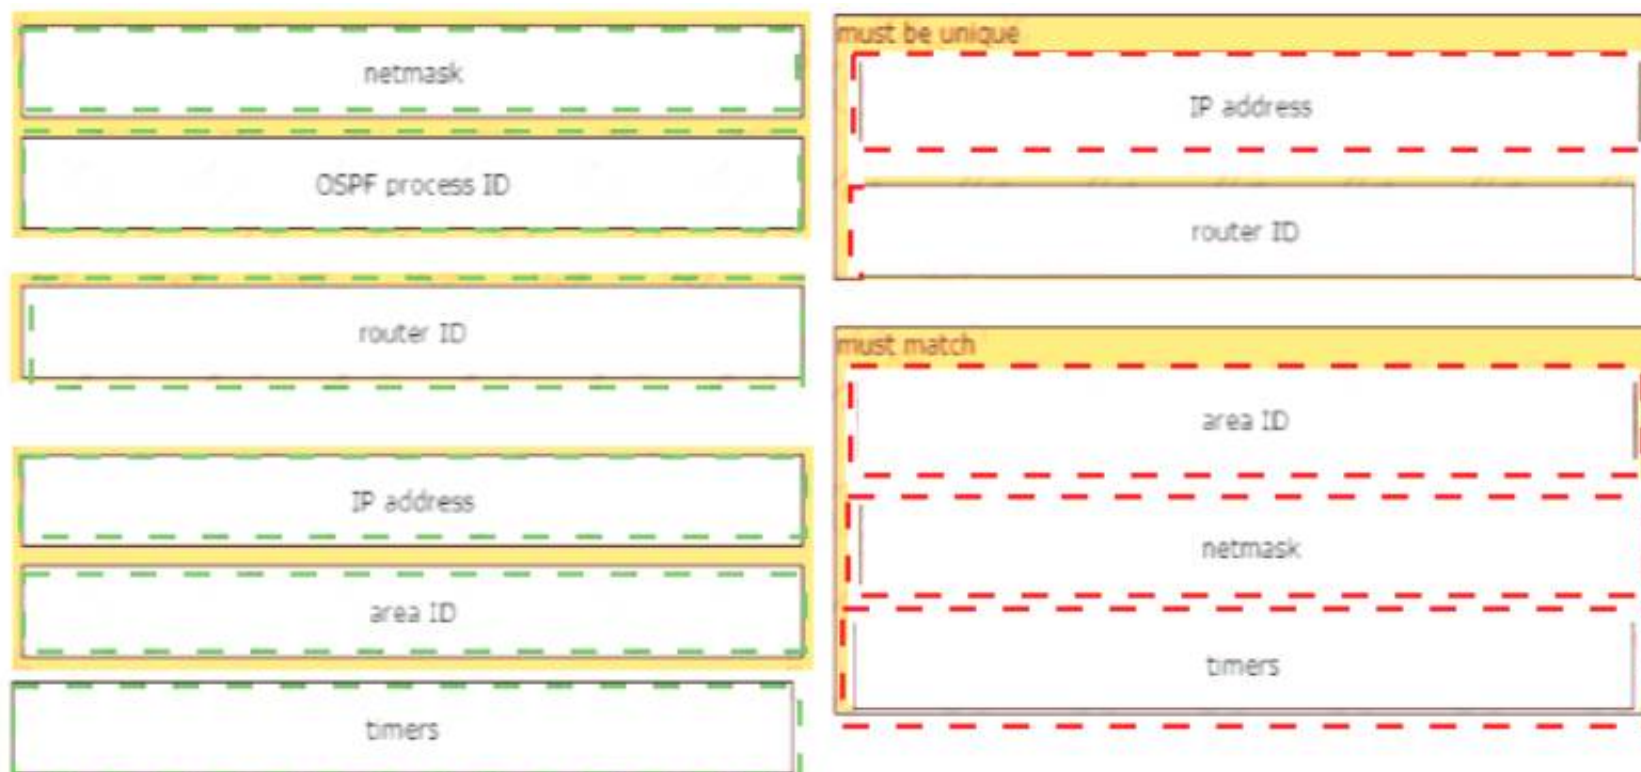 netmask
OSPF process ID
router ID
IP address
area ID
timers
must be unique
IP address
router ID
must match
area ID
netmask
timers